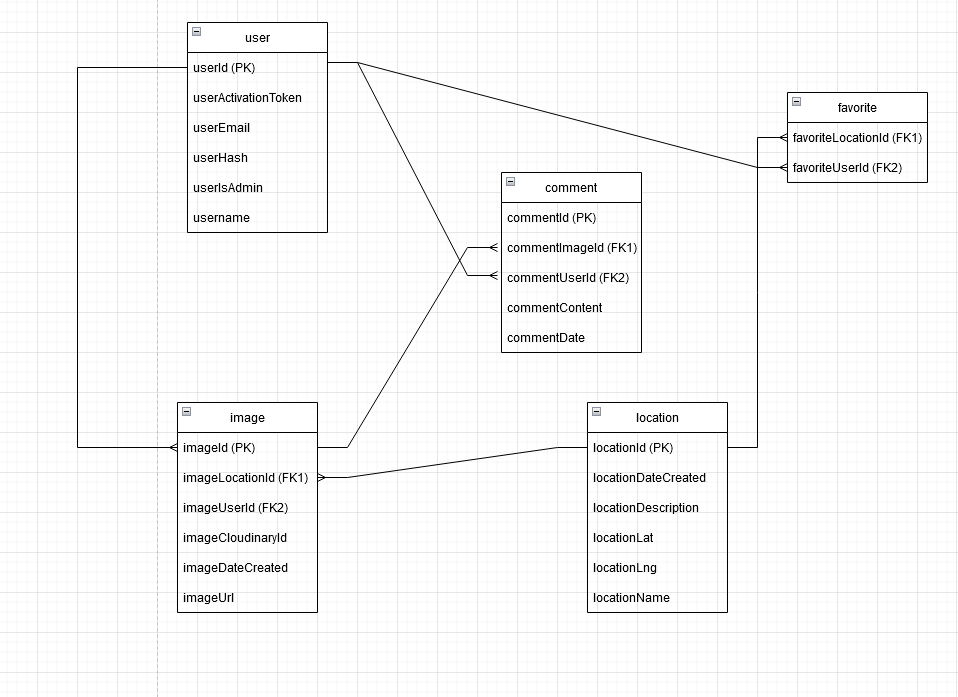 user
userId (PK)
userActivationToken
userEmail
userHash
userIsAdmin
username
favorite
favoriteLocationId (FK1)
favoriteUserId (FK2)
comment
commentId (PK)
commentImageId (FK1)
commentUserId (FK2)
commentContent
commentDate
image
imageId (PK)
imageLocationId (FK1)
imageUserId (FK2)
imageCloudinaryId
imageDateCreated
imageUrl
location
locationId (PK)
locationDateCreated
locationDescription
locationLat
locationLng
locationName